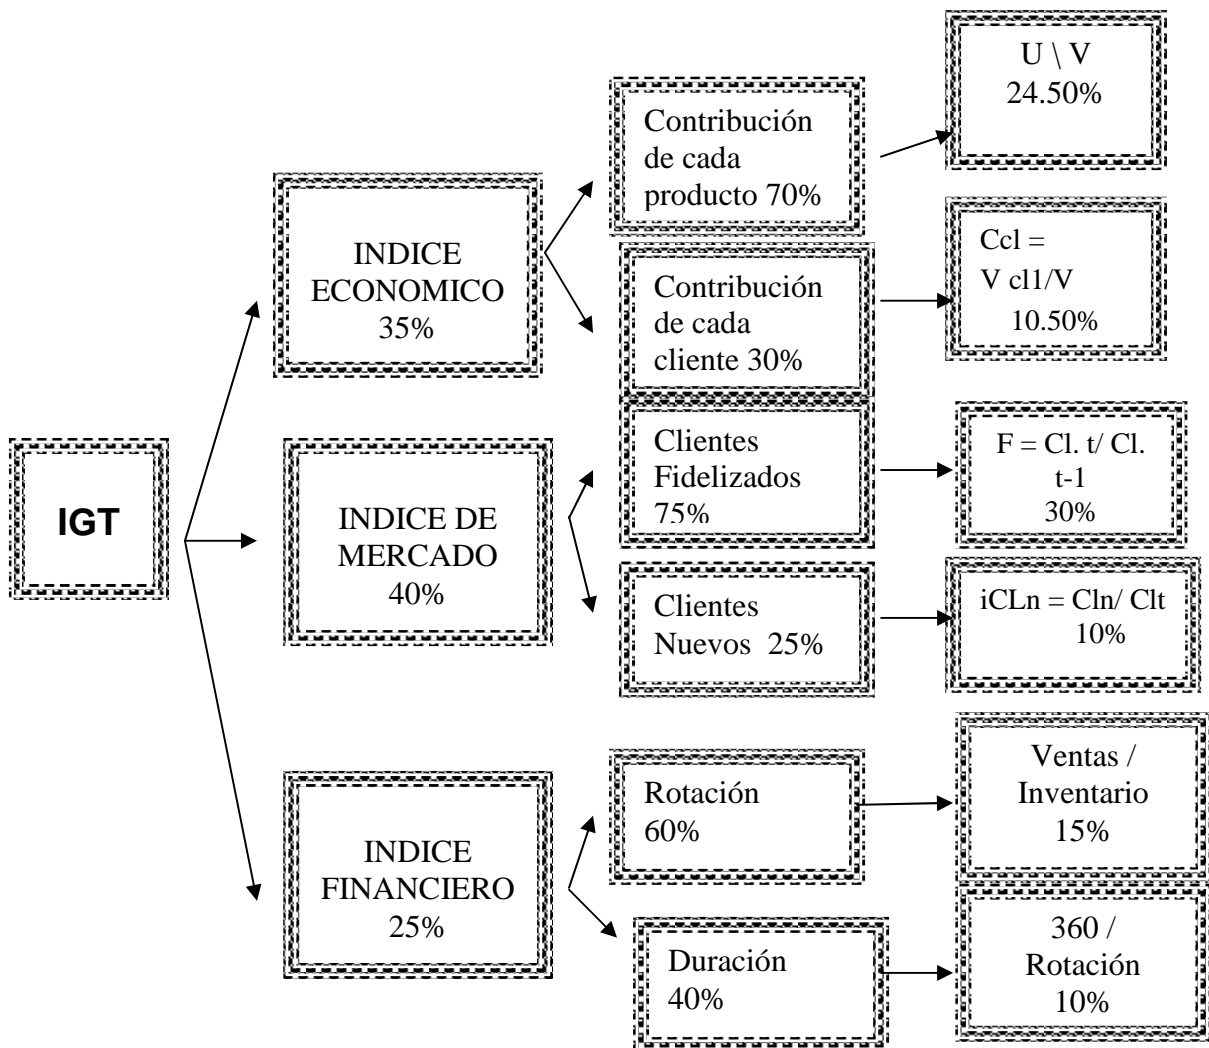 IGT
INDICE
ECONOMICO
35%
Contribución
de cada
producto 70%
U \ V
24.50%
Contribución
de cada
cliente 30%
Ccl =
V cl1/V
10.50%
INDICE DE
MERCADO
40%
Clientes
Fidelizados
75%
F = Cl. t/ Cl.
t-1
30%
Clientes
Nuevos 25%
iCLn = Cln/ Clt
10%
INDICE
FINANCIERO
25%
Rotación
60%
Ventas /
Inventario
15%
Duración
40%
360 /
Rotación
10%